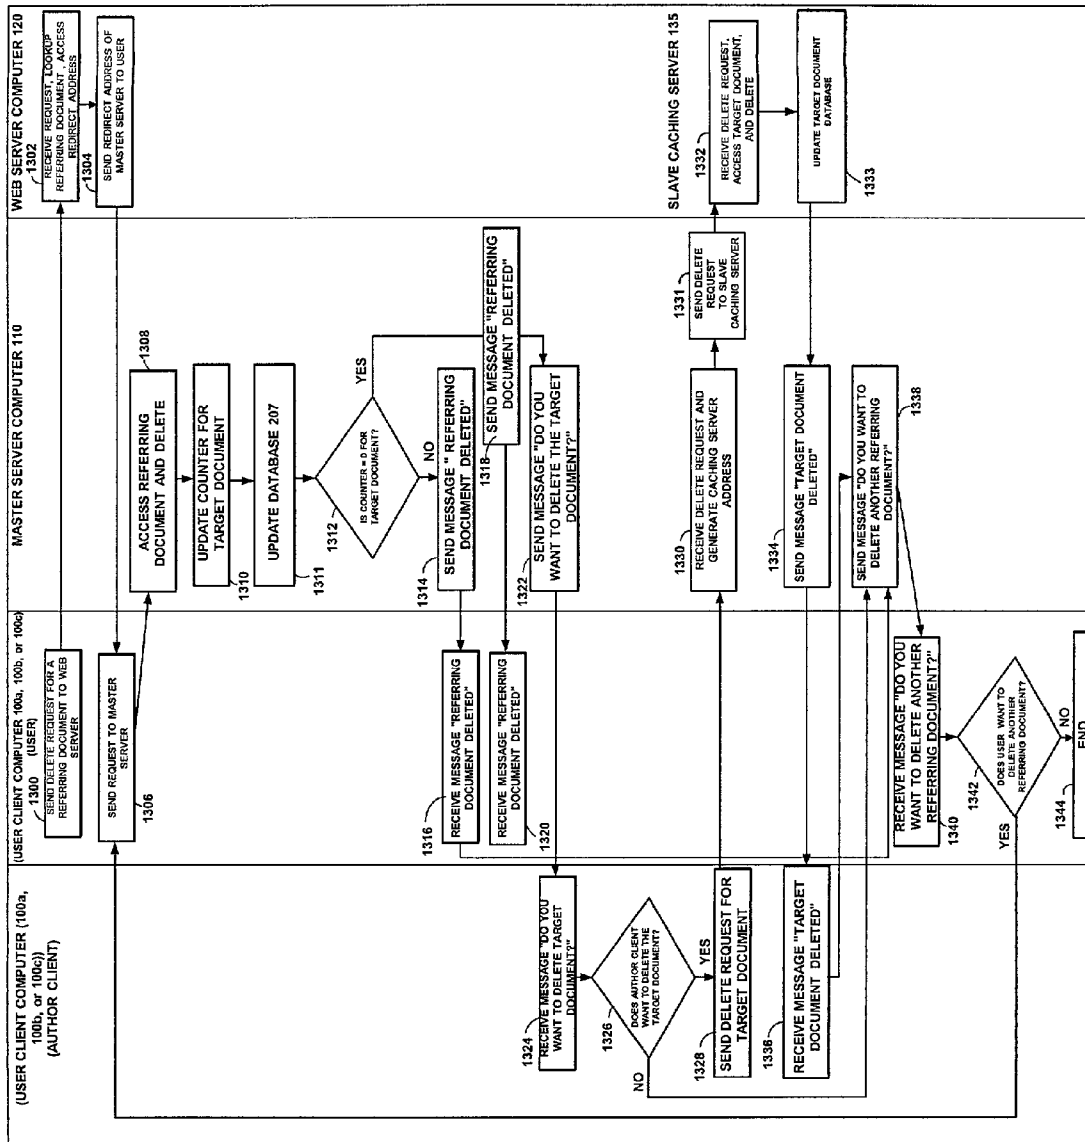 (USER CLIENT COMPUTER (100a,
100b, or 100c))
(AUTHOR CLIENT)
1324
RECEIVE MESSAGE "DO YOU
WANT TO DELETE TARGET
DOCUMENT?"
1326
DOES AUTHOR CLIENT
WANT TO DELETE THE
TARGET DOCUMENT?
YES
NO
1328
SEND DELETE REQUEST FOR
TARGET DOCUMENT
1336
RECEIVE MESSAGE "TARGET
DOCUMENT DELETED"
(USER CLIENT COMPUTER 100a, 100b, or 100c)
(USER)
1300
SEND DELETE REQUEST FOR A
REFERRING DOCUMENT TO WEB
SERVER
SEND REQUEST TO MASTER
SERVER
1306
1316
RECEIVE MESSAGE "REFERRING
DOCUMENT DELETED"
RECEIVE MESSAGE "REFERRING
DOCUMENT DELETED"
1320
RECEIVE MESSAGE "DO YOU
WANT TO DELETE ANOTHER
REFERRING DOCUMENT?"
1340
1342
DOES USER WANT TO
DELETE ANOTHER
REFERRING DOCUMENT?
YES
NO
1344
END
MASTER SERVER COMPUTER 110
1308
ACCESS REFERRING
DOCUMENT AND DELETE
UPDATE COUNTER FOR
TARGET DOCUMENT
1310
UPDATE DATABASE 207
1311
1312
IS COUNTER = 0 FOR
TARGET DOCUMENT?
YES
NO
1314
SEND MESSAGE " REFERRING
DOCUMENT DELETED"
1318
SEND MESSAGE "REFERRING
DOCUMENT DELETED"
1322
SEND MESSAGE "DO YOU
WANT TO DELETE THE TARGET
DOCUMENT?"
1330
RECEIVE DELETE REQUEST AND
GENERATE CACHING SERVER
ADDRESS
1331
SEND DELETE
REQUEST
TO SLAVE
CACHING SERVER
1334
SEND MESSAGE "TARGET DOCUMENT
DELETED"
SEND MESSAGE "DO YOU WANT TO
DELETE ANOTHER REFERRING
DOCUMENT?"
1338
WEB SERVER COMPUTER 120
1302
RECEIVE REQUEST, LOOKUP
REFERRING DOCUMENT , ACCESS
REDIRECT ADDRESS
1304
SEND REDIRECT ADDRESS OF
MASTER SERVER TO USER
SLAVE CACHING SERVER 135
1332
RECEIVE DELETE REQUEST,
ACCESS TARGET DOCUMENT,
AND DELETE
UPDATE TARGET DOCUMENT
DATABASE
1333